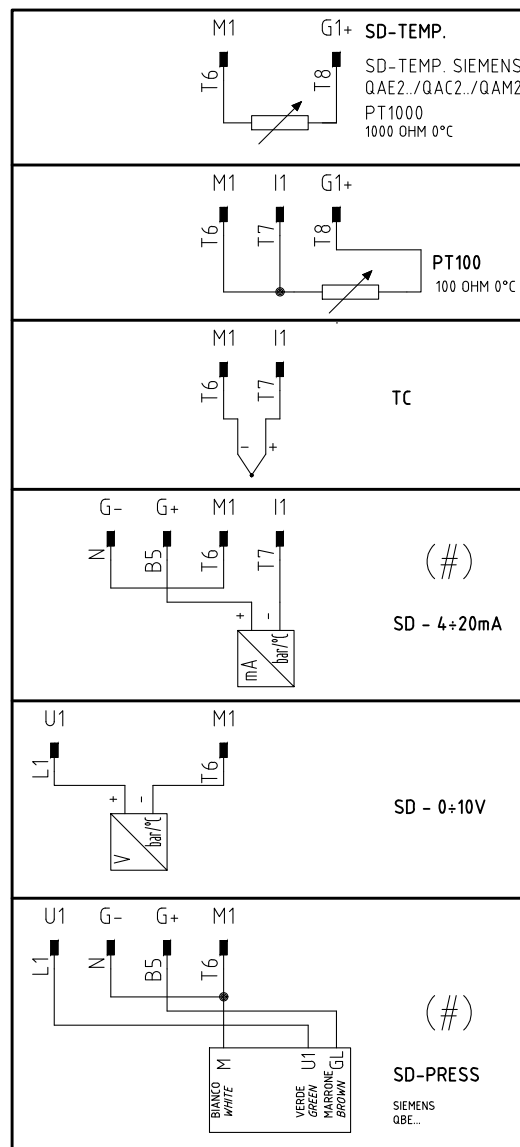 M1 G1+ SD-TEMP.
T6 T8
SD-TEMP. SIEMENS
QAE2../QAC2../QAM2
PT1000
1000 OHM 0°C
M1 I1 G1+
T6 T7 T8
PT100
100 OHM 0°C
M1 I1
T6 T7
TC
- +
G- G+ M1 I1
N B5 T6 T7
(#)
SD - 4÷20mA
+ -
mA bar/°C
U1 M1
L1 T6
+ -
SD - 0÷10V
V bar/°C
U1 G- G+ M1
L1 N B5 T6
(#)
M U1 GL
BIANCO VERDE MARRONE
WHITE GREEN BROWN
SD-PRESS
SIEMENS
QBE...